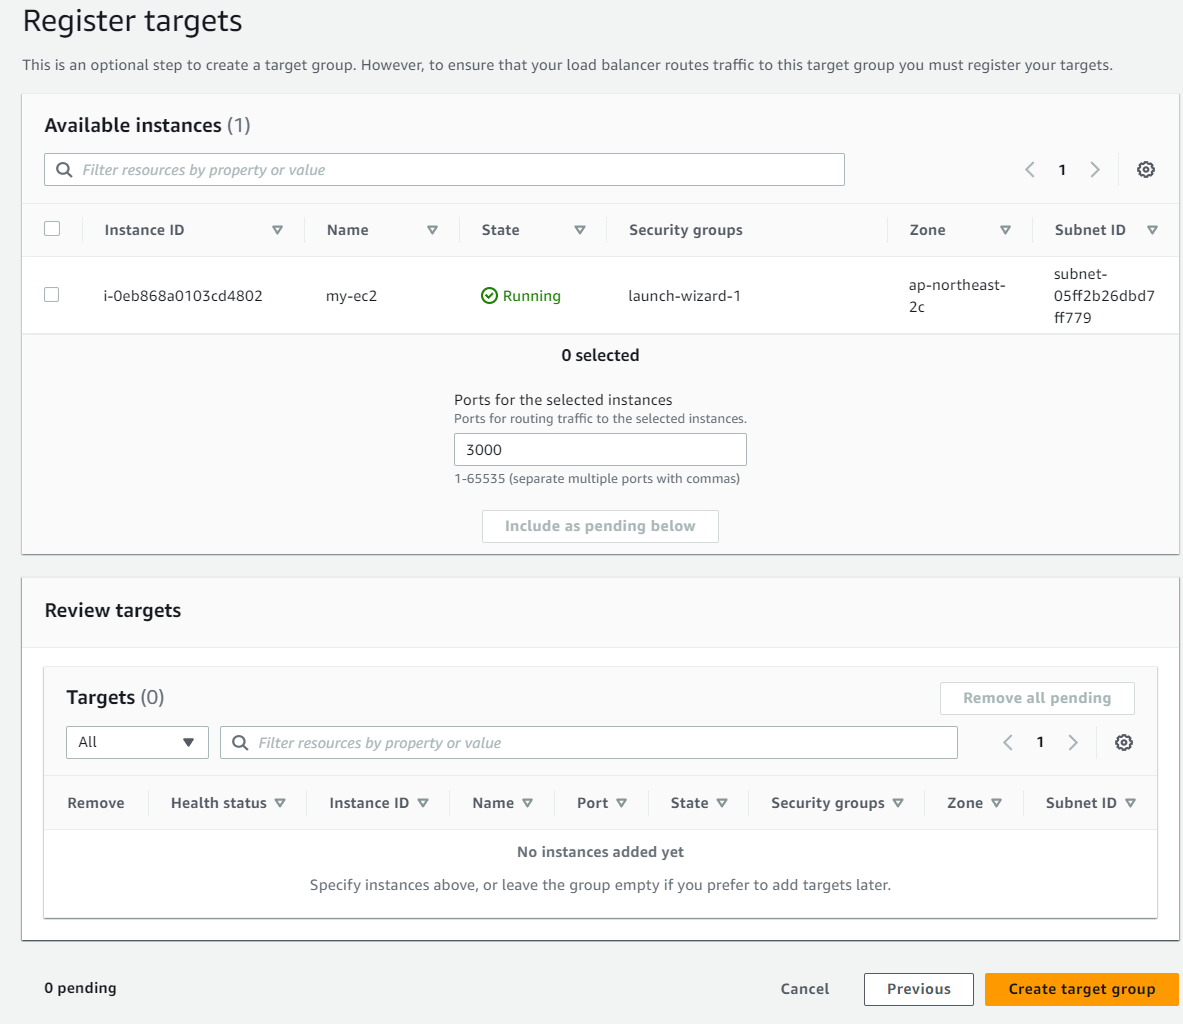 Register targets
This is an optional step to create a target group. However, to ensure that your load balancer routes traffic to this target group you must register your targets.
Available instances (1)
Filter resources by property or value
1
Instance ID Name State Security groups Zone Subnet ID
i-0eb868a0103cd4802 my-ec2 Running launch-wizard-1
ap-northeast-
2c
subnet-
05ff2b26dbd7
ff779
0 selected
Ports for the selected instances
Ports for routing traffic to the selected instances.
3000
1-65535 (separate multiple ports with commas)
Include as pending below
Review targets
Targets (0)
Remove all pending
All
Filter resources by property or value
1
Remove Health status Instance ID Name Port State Security groups Zone Subnet ID
No instances added yet
Specify instances above, or leave the group empty if you prefer to add targets later.
0 pending
Cancel
Previous
Create target group